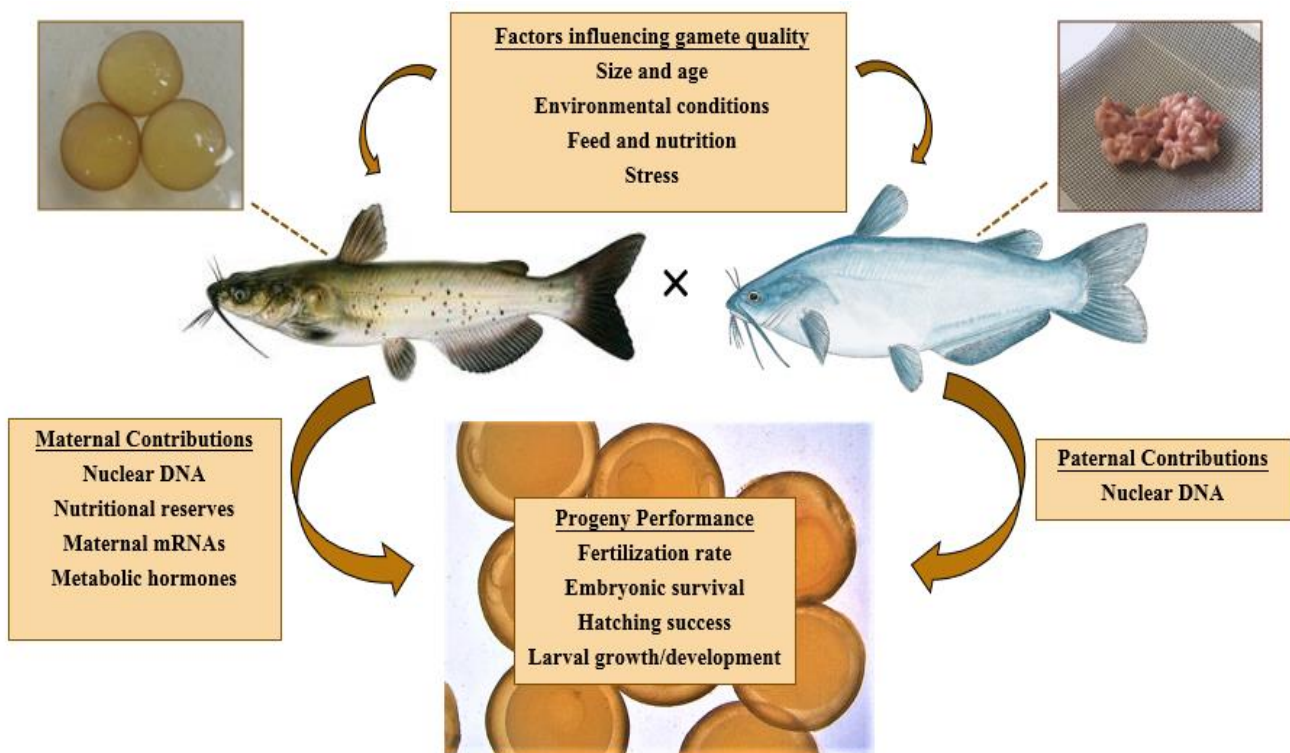 Factors influencing gamete quality
Size and age
Environmental conditions
Feed and nutrition
Stress
×
Maternal Contributions
Nuclear DNA
Nutritional reserves
Maternal mRNAs
Metabolic hormones
Progeny Performance
Fertilization rate
Embryonic survival
Hatching success
Larval growth/development
Paternal Contributions
Nuclear DNA